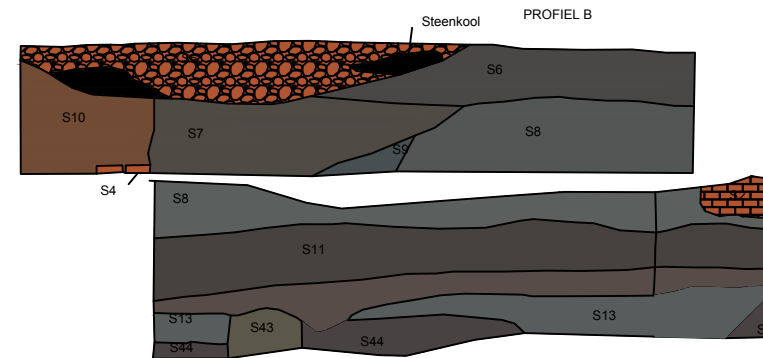 Steenkool
PROFIEL B
S6
S10
S7
S9
S8
S4
S8
S11
S13
S43
S44
S44
S13